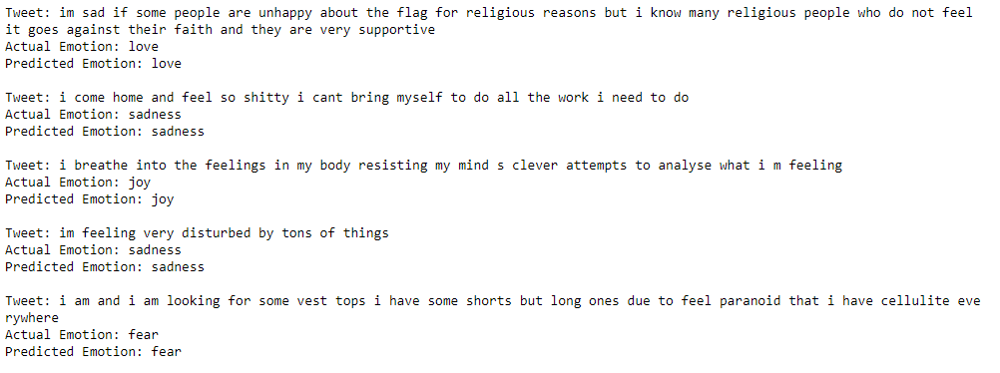 Tweet: im sad if some people are unhappy about the flag for religious reasons but i know many religious people who do not feel
it goes against their faith and they are very supportive
Actual Emotion: love
Predicted Emotion: love
Tweet: i come home and feel so shitty i cant bring myself to do all the work i need to do
Actual Emotion: sadness
Predicted Emotion: sadness
Tweet: i breathe into the feelings in my body resisting my mind s clever attempts to analyse what i m feeling
Actual Emotion: joy
Predicted Emotion: joy
Tweet: im feeling very disturbed by tons of things
Actual Emotion: sadness
Predicted Emotion: sadness
Tweet: i am and i am looking for some vest tops i have some shorts but long ones due to feel paranoid that i have cellulite eve
rywhere
Actual Emotion: fear
Predicted Emotion: fear